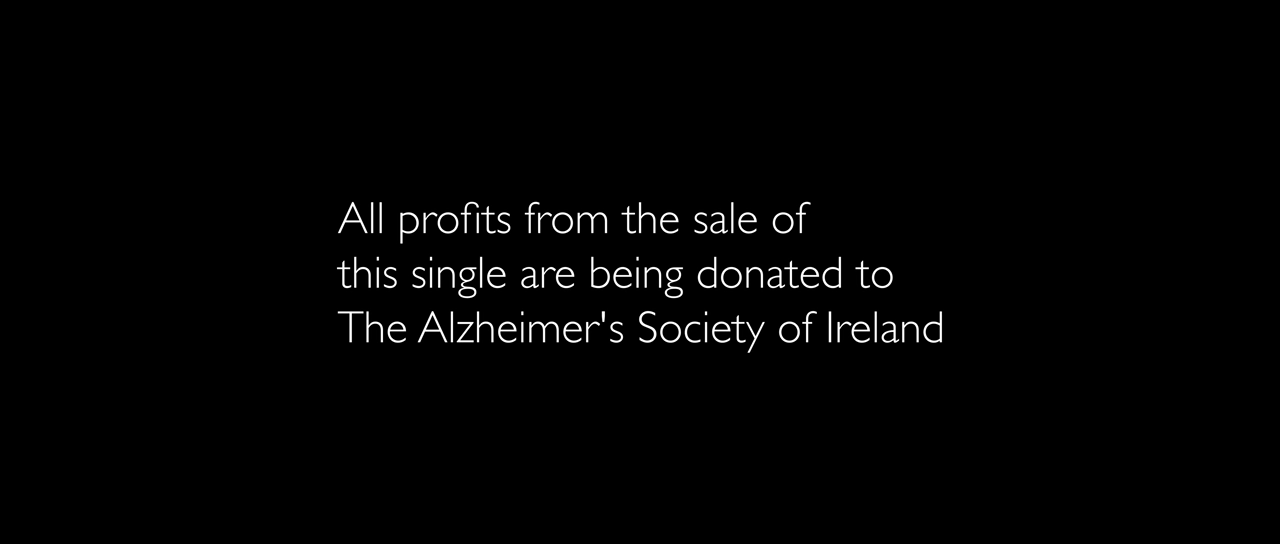 All profits from the sale of
this single are being donated to
The Alzheimer's Society of Ireland